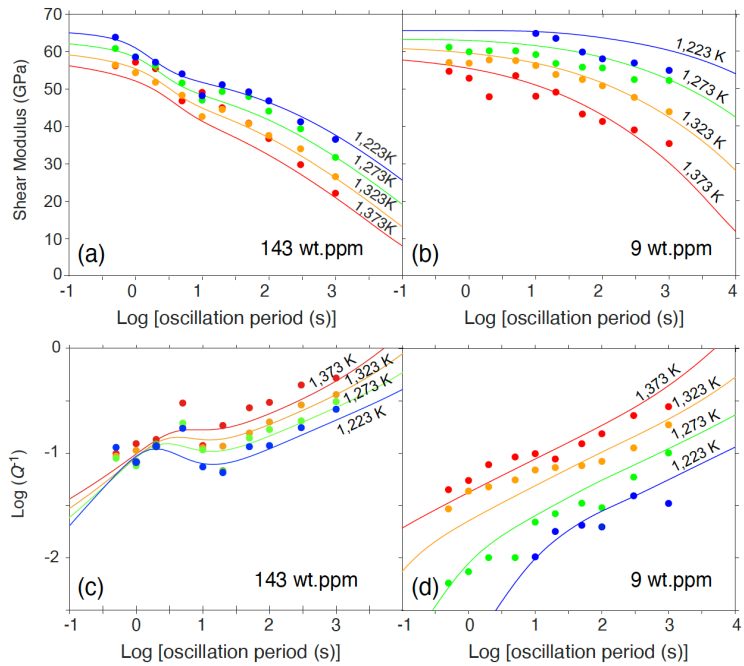 70
60
50
40
30
20
10
0
Shear Modulus (GPa)
1,223K
1,273K
1,323K
1,373K
(a)
143 wt.ppm
-1
0
1
2
3
Log [oscillation period (s)]
1,223K
1,273K
1,323K
1,373K
(b)
9 wt.ppm
-1
0
1
2
3
4
Log [oscillation period (s)]
0
-1
-2
Log (Q-1)
1,373 K
1,323 K
1,273 K
1,223 K
(c)
143 wt.ppm
-1
0
1
2
3
Log [oscillation period (s)]
1,373 K
1,323 K
1,273 K
1,223 K
(d)
9 wt.ppm
-1
0
1
2
3
4
Log [oscillation period (s)]